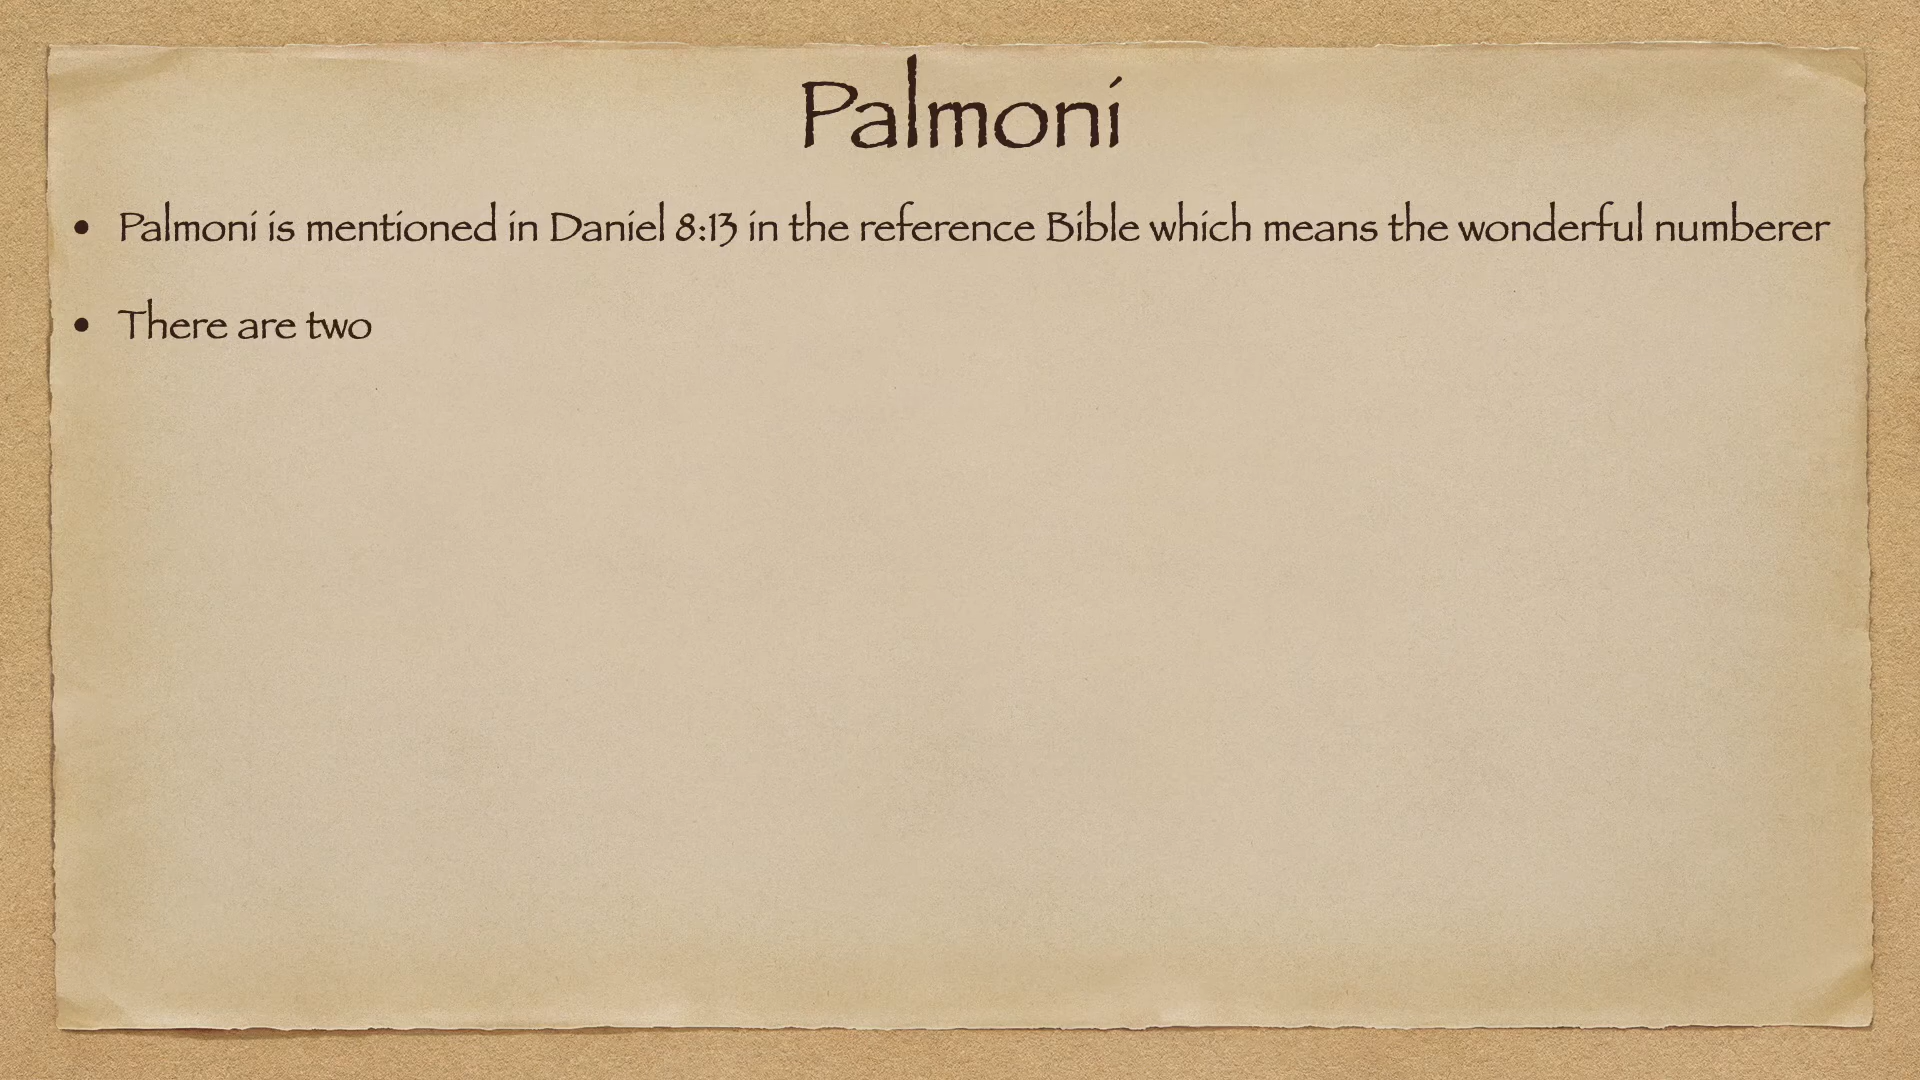 Palmoni
• Palmoni is mentioned in Daniel 8:13 in the reference Bible which means the wonderful numberer
• There are two